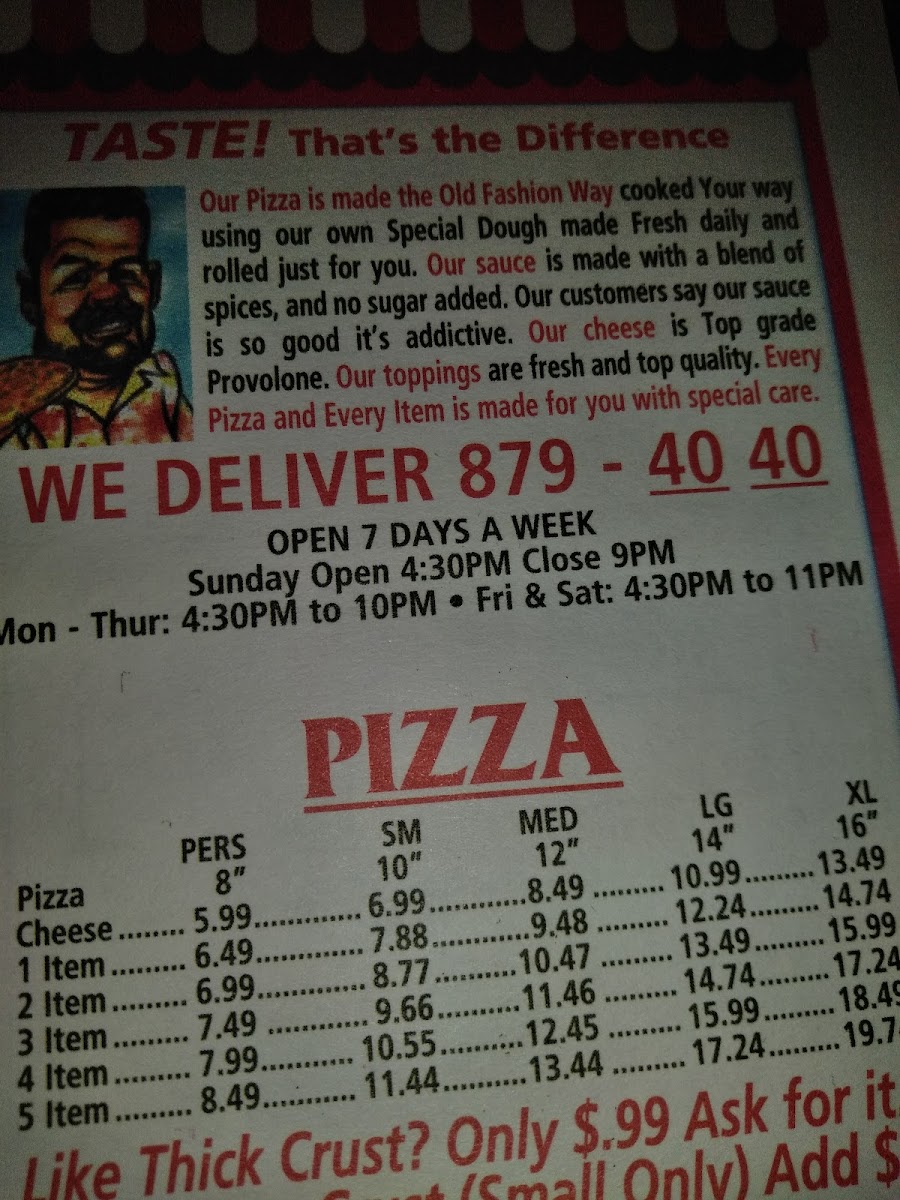 TASTE! That's the Difference
Our Pizza is made the Old Fashion Way cooked Your way
using our own Special Dough made Fresh daily and
rolled just for you. Our sauce is made with a blend of
spices, and no sugar added. Our customers say our sauce
is so good it's addictive. Our cheese is Top grade
Provolone. Our toppings are fresh and top quality. Every
Pizza and Every Item is made for you with special care.
WE DELIVER 879 - 40 40
OPEN 7 DAYS A WEEK
Sunday Open 4:30PM Close 9PM
Mon - Thur: 4:30PM to 10PM • Fri & Sat: 4:30PM to 11PM
PIZZA
PERS SM MED LG XL
Pizza 8" 10" 12" 14" 16"
Cheese ........ 5.99............. 6.99............8.49 ......... 10.99.........13.49
1 Item ......... 6.49............. 7.88............9.48 ......... 12.24.........14.74
2 Item ......... 6.99............. 8.77..........10.47 ......... 13.49.........15.99
3 Item ......... 7.49 ............ 9.66..........11.46 ......... 14.74.........17.24
4 Item ......... 7.99........... 10.55..........12.45 ......... 15.99.........18.49
5 Item ......... 8.49........... 11.44..........13.44 ......... 17.24.........19.7
Like Thick Crust? Only $.99 Ask for it
Crust (Small Only) Add $